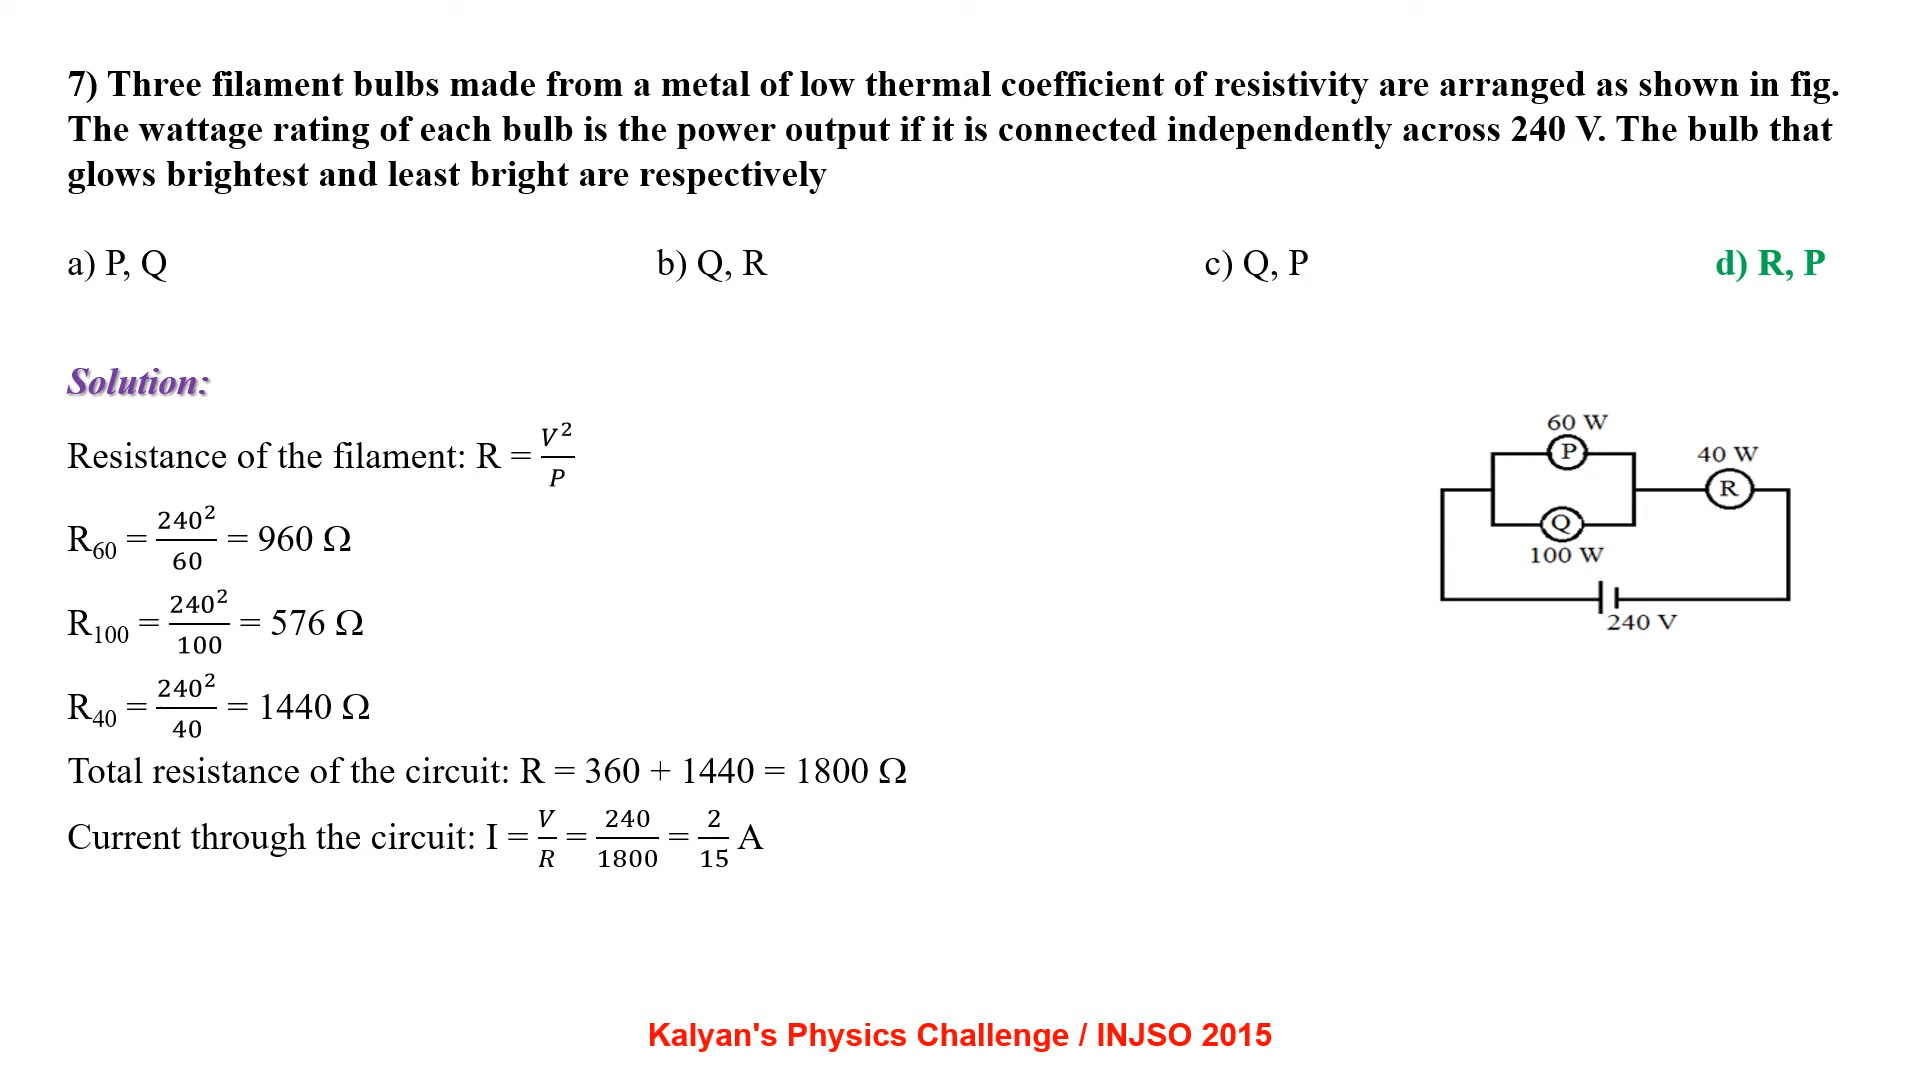 7) Three filament bulbs made from a metal of low thermal coefficient of resistivity are arranged as shown in fig.
The wattage rating of each bulb is the power output if it is connected independently across 240 V. The bulb that
glows brightest and least bright are respectively
a) P, Q b) Q, R c) Q, P d) R, P
Solution:
Resistance of the filament: R = V²/P
R₆₀ = 240²/60 = 960 Ω
R₁₀₀ = 240²/100 = 576 Ω
R₄₀ = 240²/40 = 1440 Ω
Total resistance of the circuit: R = 360 + 1440 = 1800 Ω
Current through the circuit: I = V/R = 240/1800 = 2/15 A
60 W
P
40 W
R
Q
100 W
240 V
Kalyan's Physics Challenge / INJSO 2015